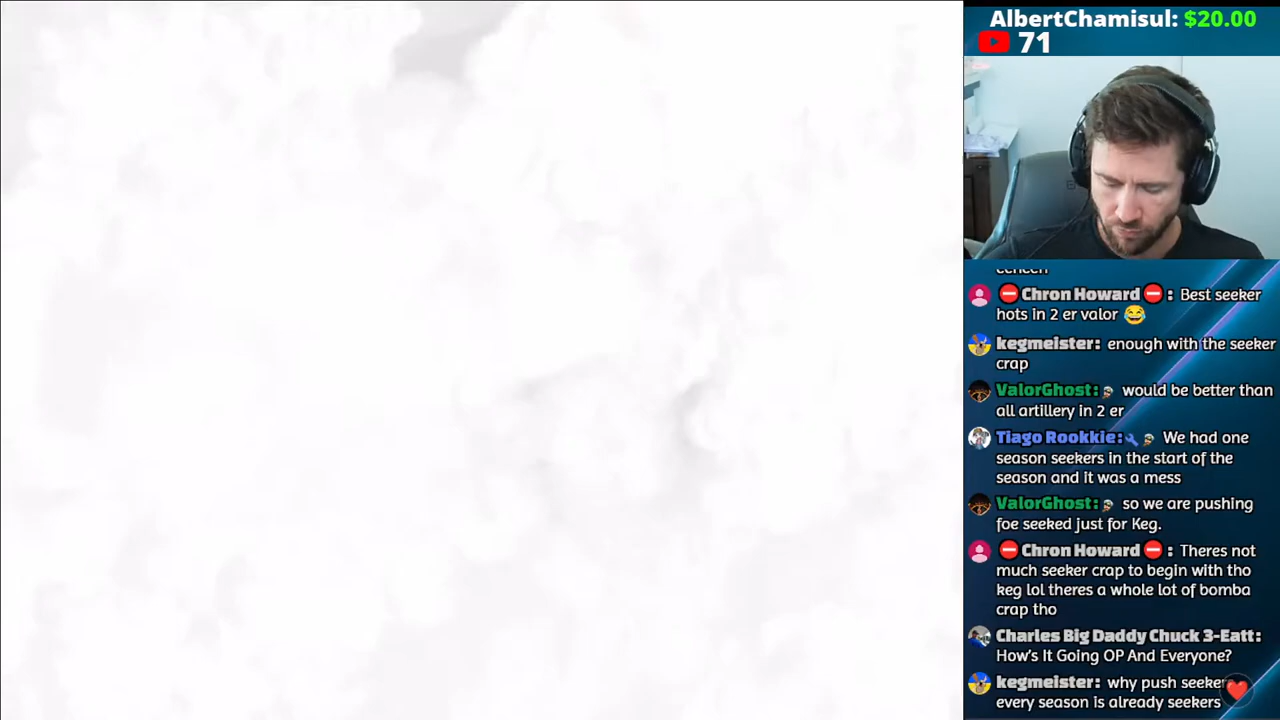 AlbertChamisul: $20.00
71
Chron Howard : Best seeker
hots in 2 er valor
kegmeister: enough with the seeker
crap
ValorGhost: would be better than
all artillery in 2 er
Tiago Rookkie: We had one
season seekers in the start of the
season and it was a mess
ValorGhost: so we are pushing
foe seeked just for Keg.
Chron Howard : Theres not
much seeker crap to begin with tho
keg lol theres a whole lot of bomba
crap tho
Charles Big Daddy Chuck 3-Eatt:
How's It Going OP And Everyone?
kegmeister: why push seeker
every season is already seekers